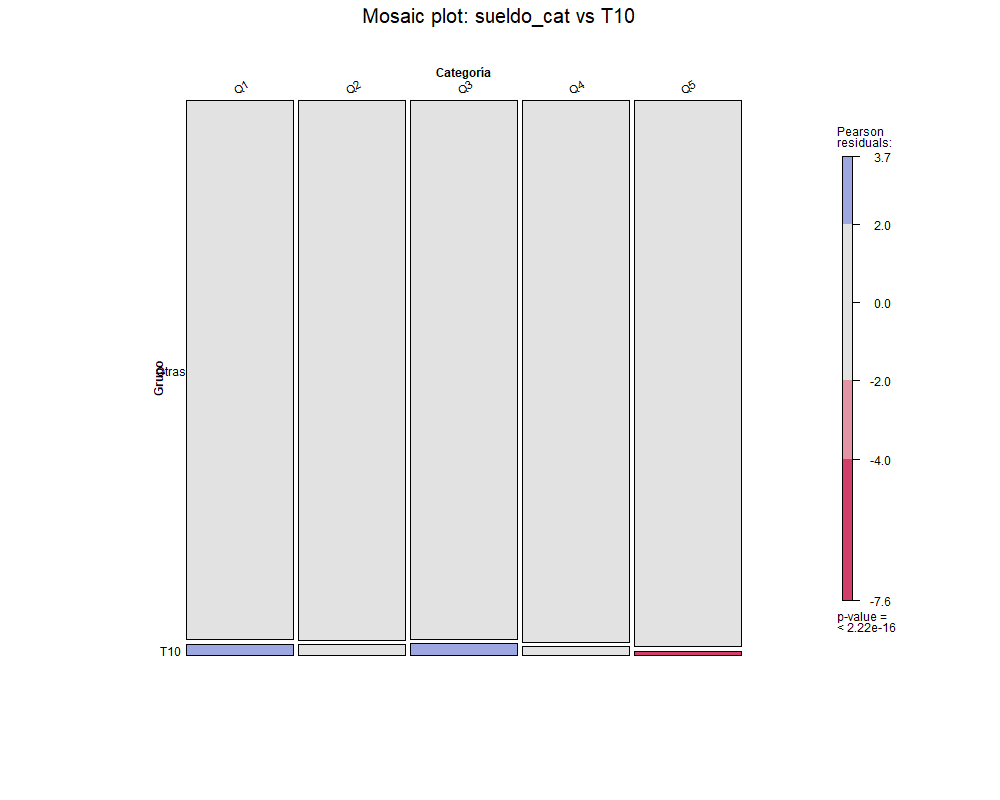 Mosaic plot: sueldo_cat vs T10
Categoría
Q1 Q2 Q3 Q4 Q5
Pearson
residuals:
3.7
2.0
0.0
-2.0
-4.0
-7.6
p-value =
< 2.22e-16
Grupo
Otras
T10